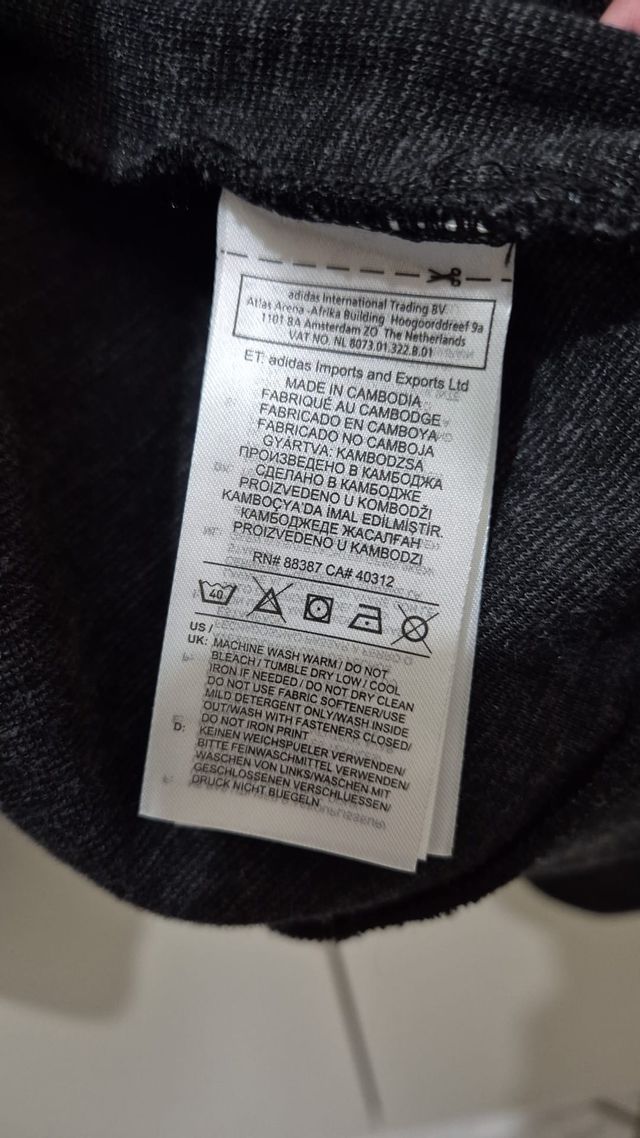 adidas International Trading BV
Atlas Arena -Afrika Building Hoogoorddreef 9a
1101 BA Amsterdam ZO The Netherlands
VAT NO. NL 8073.01.322.B.01
ET: adidas Imports and Exports Ltd
MADE IN CAMBODIA
FABRIQUÉ AU CAMBODGE
FABRICADO EN CAMBOYA
FABRICADO NO CAMBOJA
GYÁRTVA: KAMBODZSA
ПРОИЗВЕДЕНО В КАМБОДЖА
СДЕЛАНО В КАМБОДЖЕ
PROIZVEDENO U KOMBODŽI
KAMBOÇYA'DA İMAL EDİLMİŞTİR.
КАМБОДЖЕДЕ ЖАСАЛҒАН
PROIZVEDENO U KAMBODZI
RN# 88387 CA# 40312
40
US /
UK: MACHINE WASH WARM / DO NOT
BLEACH / TUMBLE DRY LOW / COOL
IRON IF NEEDED / DO NOT DRY CLEAN
DO NOT USE FABRIC SOFTENER/USE
MILD DETERGENT ONLY/WASH INSIDE
OUT/WASH WITH FASTENERS CLOSED/
DO NOT IRON PRINT
D: KEINEN WEICHSPUELER VERWENDEN/
BITTE FEINWASCHMITTEL VERWENDEN/
WASCHEN VON LINKS/WASCHEN MIT
GESCHLOSSENEN VERSCHLUESSEN/
DRUCK NICHT BUEGELN